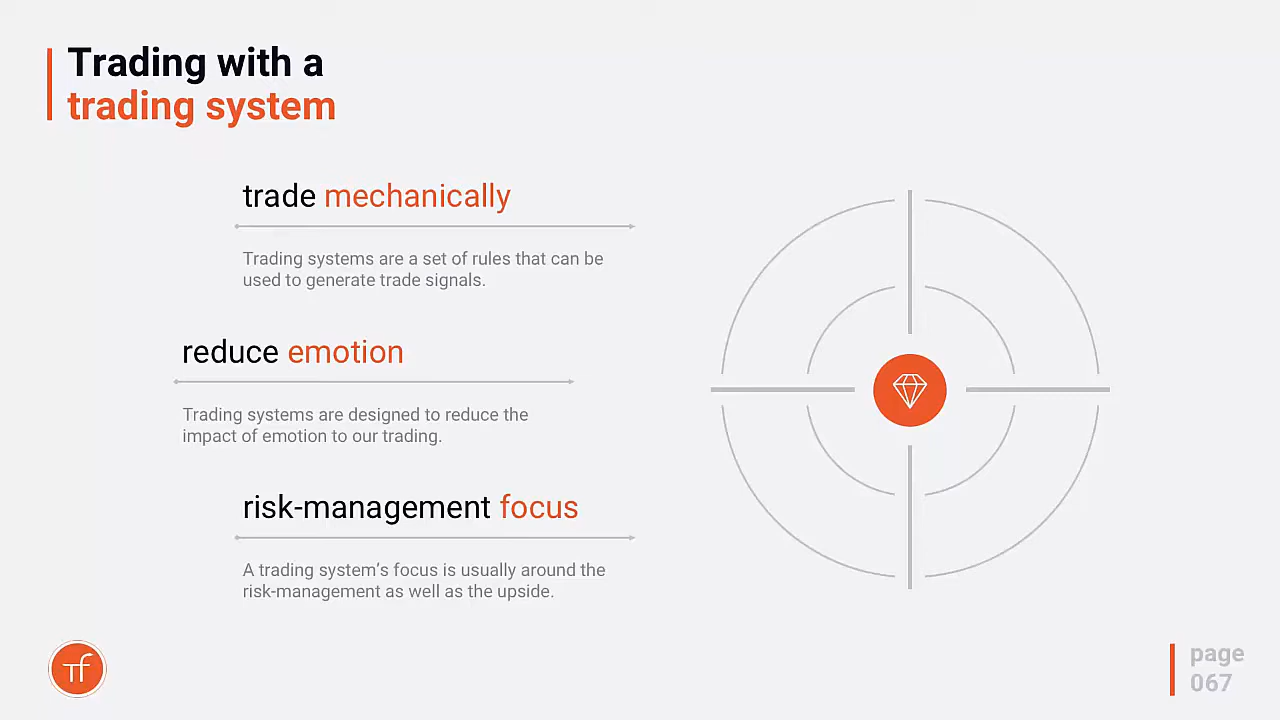 Trading with a
trading system
trade mechanically
Trading systems are a set of rules that can be
used to generate trade signals.
reduce emotion
Trading systems are designed to reduce the
impact of emotion to our trading.
risk-management focus
A trading system’s focus is usually around the
risk-management as well as the upside.
TF
page
067